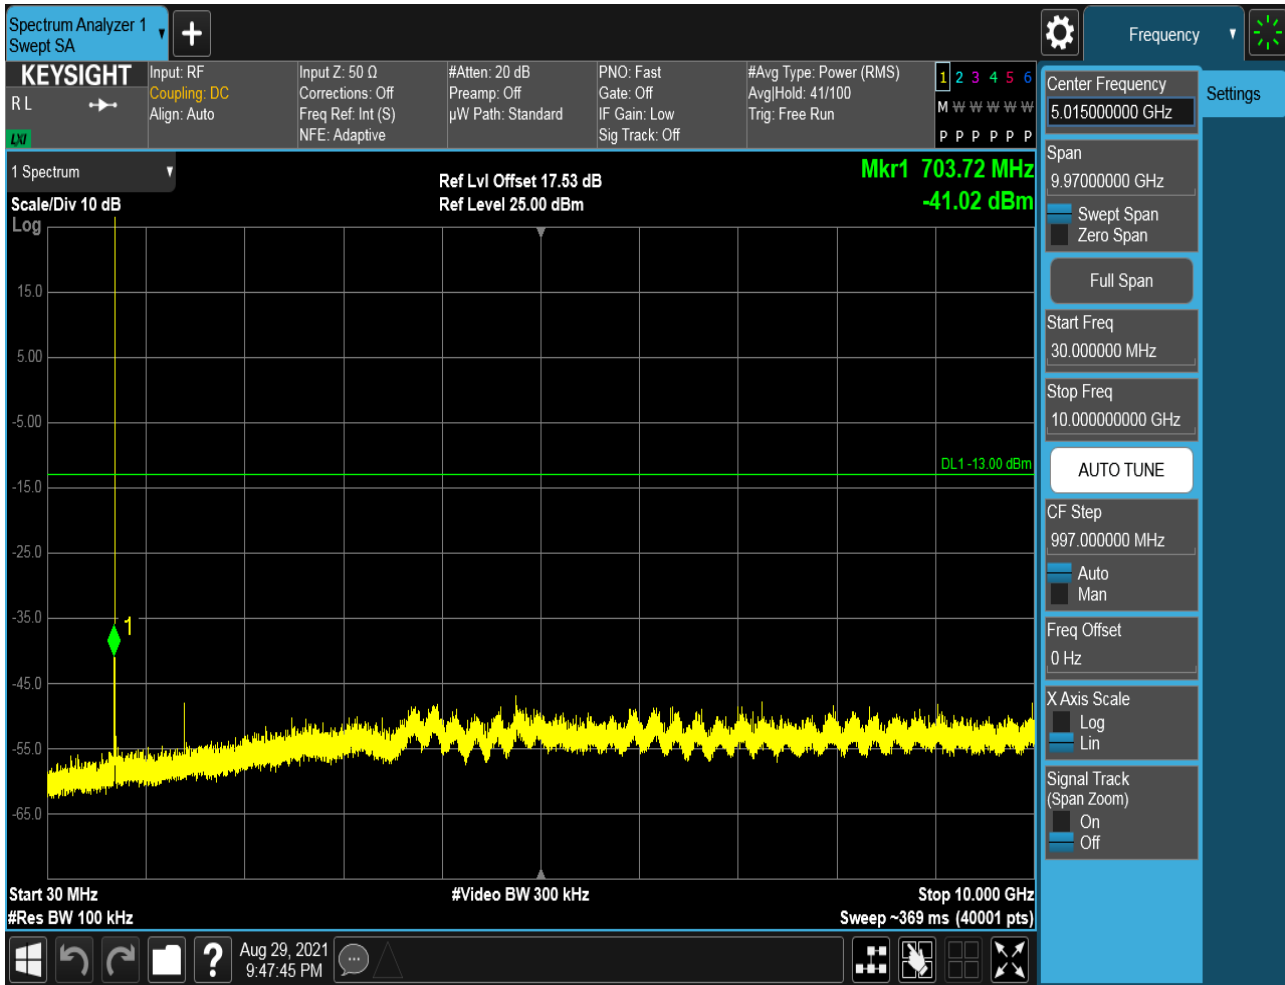 Spectrum Analyzer 1
Swept SA
Frequency
KEYSIGHT
R L
LXI
Input: RF
Coupling: DC
Align: Auto
Input Z: 50 Ω
Corrections: Off
Freq Ref: Int (S)
NFE: Adaptive
#Atten: 20 dB
Preamp: Off
µW Path: Standard
PNO: Fast
Gate: Off
IF Gain: Low
Sig Track: Off
#Avg Type: Power (RMS)
Avg|Hold: 41/100
Trig: Free Run
1 2 3 4 5 6
M W W W W W
P P P P P P
1 Spectrum
Scale/Div 10 dB
Log
Ref Lvl Offset 17.53 dB
Ref Level 25.00 dBm
Mkr1 703.72 MHz
-41.02 dBm
15.0
5.00
-5.00
DL1 -13.00 dBm
-15.0
-25.0
-35.0
1
-45.0
-55.0
-65.0
Start 30 MHz
#Video BW 300 kHz
Stop 10.000 GHz
#Res BW 100 kHz
Sweep ~369 ms (40001 pts)
?
Aug 29, 2021
9:47:45 PM
Center Frequency
5.015000000 GHz
Settings
Span
9.97000000 GHz
Swept Span
Zero Span
Full Span
Start Freq
30.000000 MHz
Stop Freq
10.000000000 GHz
AUTO TUNE
CF Step
997.000000 MHz
Auto
Man
Freq Offset
0 Hz
X Axis Scale
Log
Lin
Signal Track
(Span Zoom)
On
Off